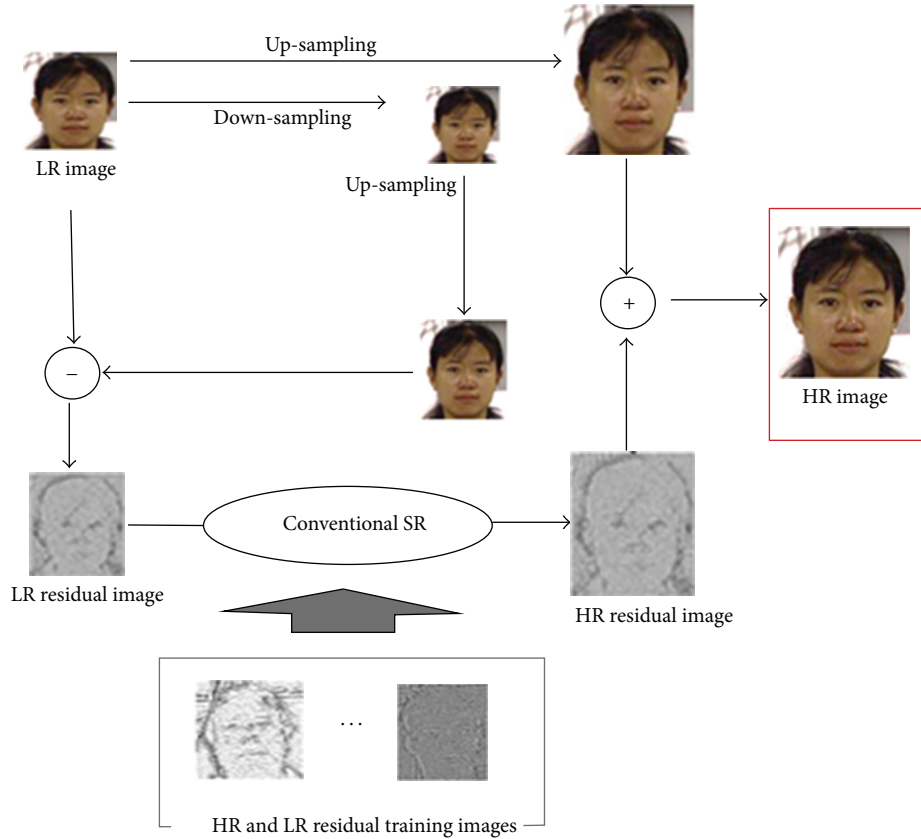 Up-sampling
Down-sampling
LR image
Up-sampling
+
HR image
−
Conventional SR
LR residual image
HR residual image
...
HR and LR residual training images